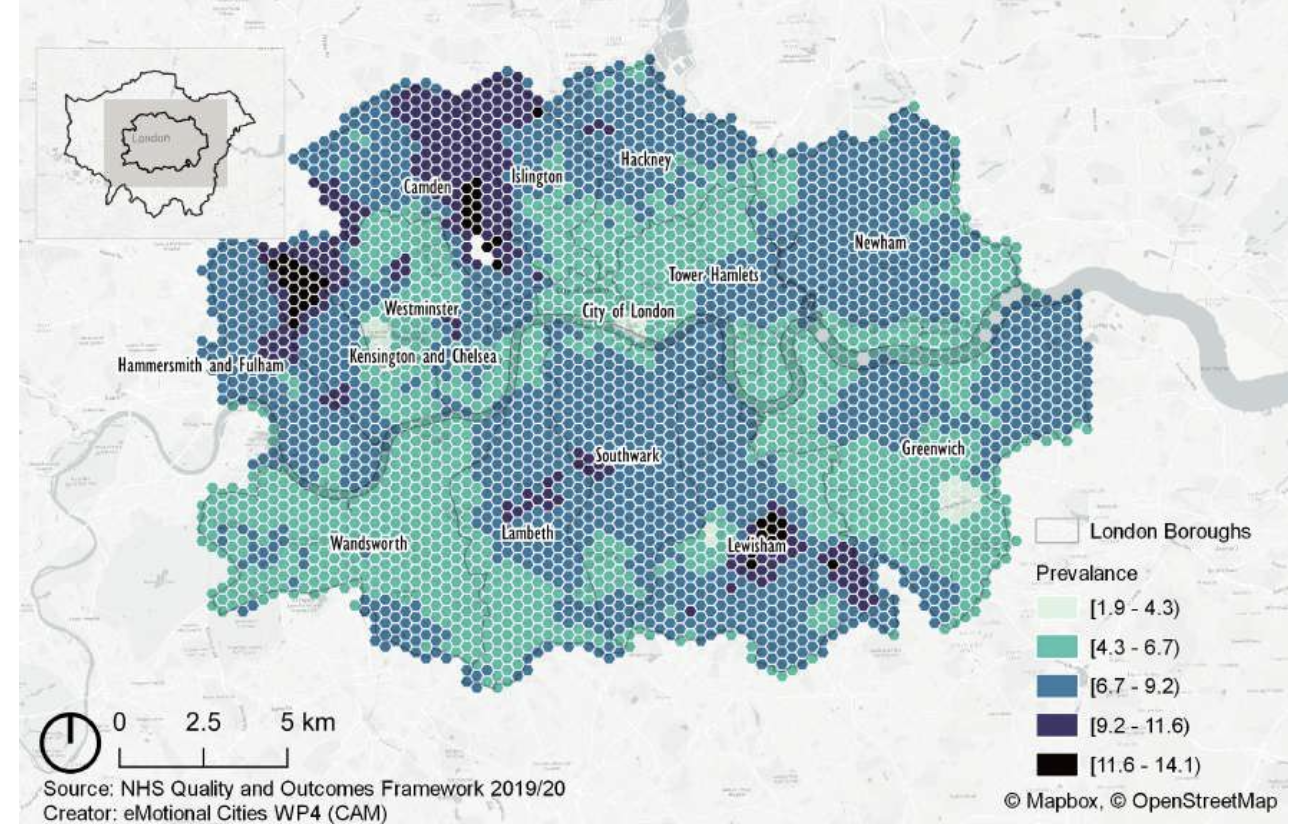 London
Hackney
Islington
Camden
Newham
Tower Hamlets
Westminster
City of London
Kensington and Chelsea
Hammersmith and Fulham
Southwark
Greenwich
Lambeth
Wandsworth
Lewisham
London Boroughs
Prevalance
[1.9 - 4.3)
[4.3 - 6.7)
[6.7 - 9.2)
[9.2 - 11.6)
[11.6 - 14.1)
0 2.5 5 km
Source: NHS Quality and Outcomes Framework 2019/20
Creator: eMotional Cities WP4 (CAM)
© Mapbox, © OpenStreetMap